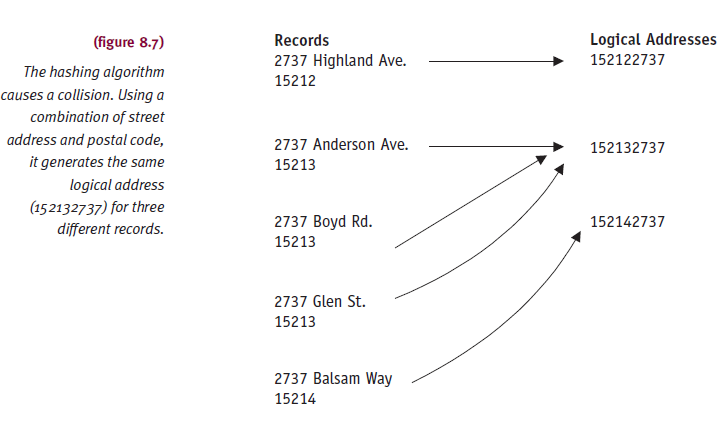 (figure 8.7)
The hashing algorithm
causes a collision. Using a
combination of street
address and postal code,
it generates the same
logical address
(152132737) for three
different records.
Records
2737 Highland Ave.
15212
2737 Anderson Ave.
15213
2737 Boyd Rd.
15213
2737 Glen St.
15213
2737 Balsam Way
15214
Logical Addresses
152122737
152132737
152142737